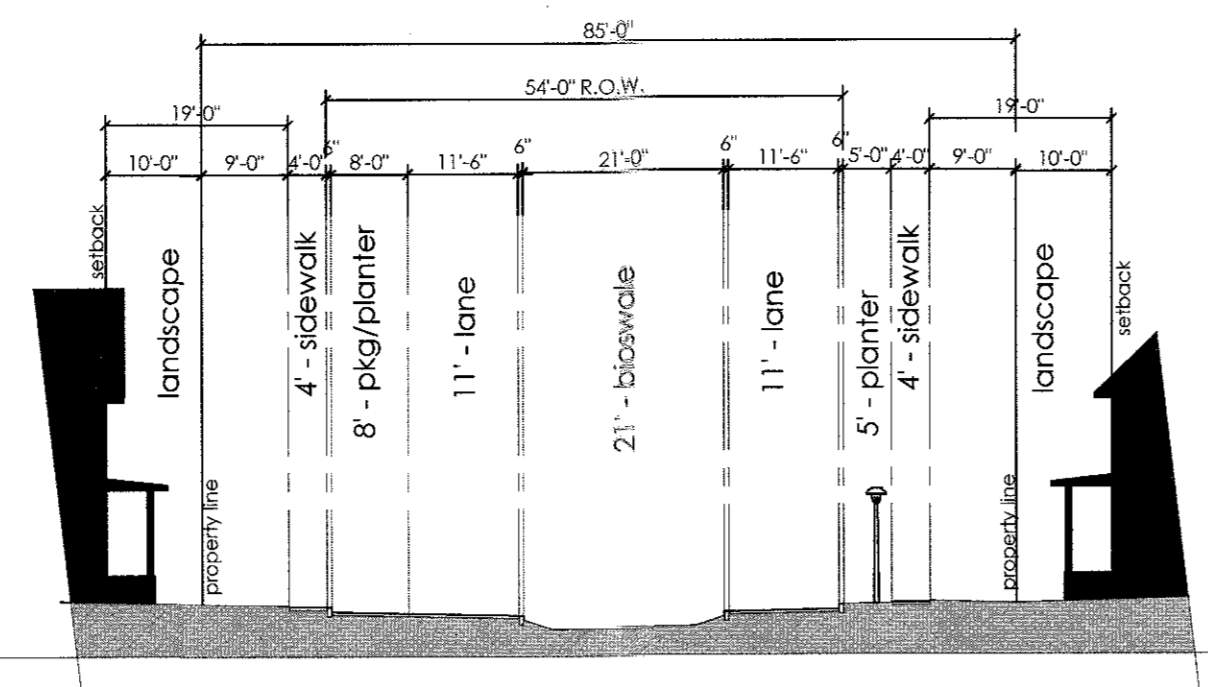 85'-0"
54'-0" R.O.W.
19'-0"
19'-0"
10'-0"
9'-0"
4'-0"
6"
8'-0"
11'-6"
6"
21'-0"
6"
11'-6"
6"
5'-0"
4'-0"
9'-0"
10'-0"
setback
landscape
property line
4' - sidewalk
8' - pkg/planter
11' - lane
21' - bioswale
11' - lane
5' - planter
4' - sidewalk
property line
landscape
setback